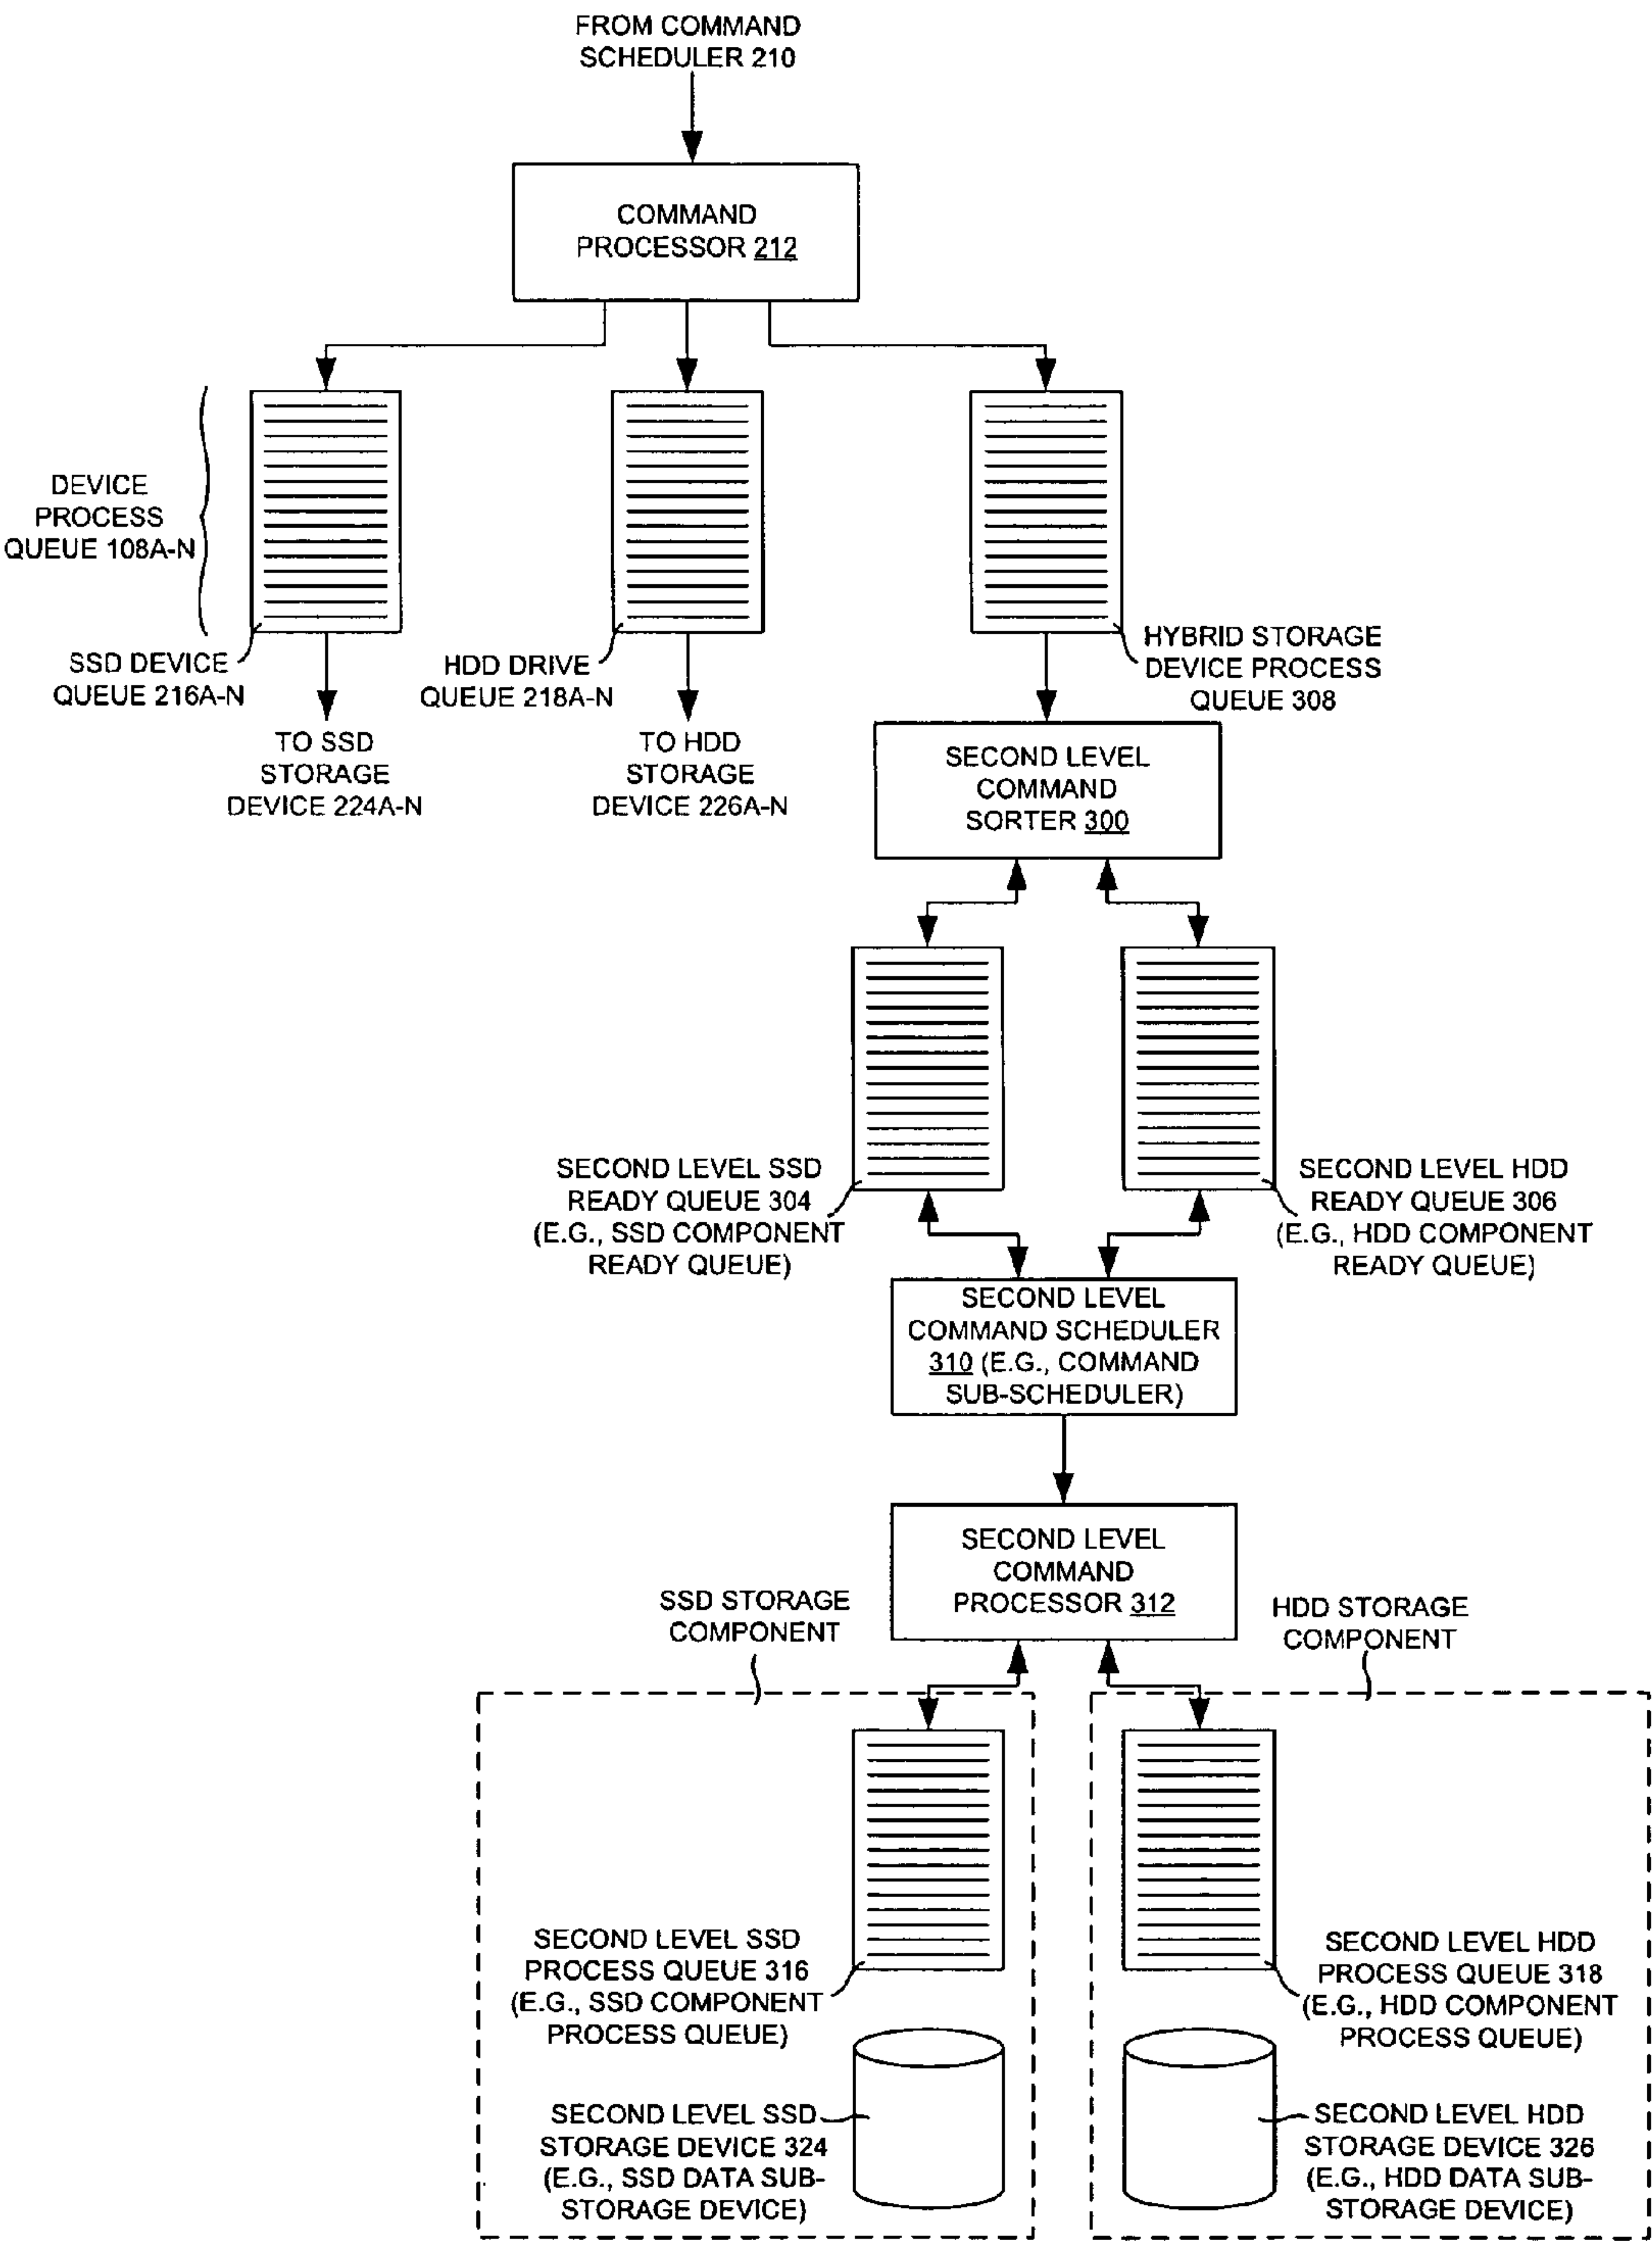 FROM COMMAND
SCHEDULER 210
COMMAND
PROCESSOR 212
DEVICE
PROCESS
QUEUE 108A-N
SSD DEVICE
QUEUE 216A-N
HDD DRIVE
QUEUE 218A-N
HYBRID STORAGE
DEVICE PROCESS
QUEUE 308
TO SSD
STORAGE
DEVICE 224A-N
TO HDD
STORAGE
DEVICE 226A-N
SECOND LEVEL
COMMAND
SORTER 300
SECOND LEVEL SSD
READY QUEUE 304
(E.G., SSD COMPONENT
READY QUEUE)
SECOND LEVEL HDD
READY QUEUE 306
(E.G., HDD COMPONENT
READY QUEUE)
SECOND LEVEL
COMMAND SCHEDULER
310 (E.G., COMMAND
SUB-SCHEDULER)
SECOND LEVEL
COMMAND
PROCESSOR 312
SSD STORAGE
COMPONENT
HDD STORAGE
COMPONENT
SECOND LEVEL SSD
PROCESS QUEUE 316
(E.G., SSD COMPONENT
PROCESS QUEUE)
SECOND LEVEL HDD
PROCESS QUEUE 318
(E.G., HDD COMPONENT
PROCESS QUEUE)
SECOND LEVEL SSD
STORAGE DEVICE 324
(E.G., SSD DATA SUB-
STORAGE DEVICE)
SECOND LEVEL HDD
STORAGE DEVICE 326
(E.G., HDD DATA SUB-
STORAGE DEVICE)